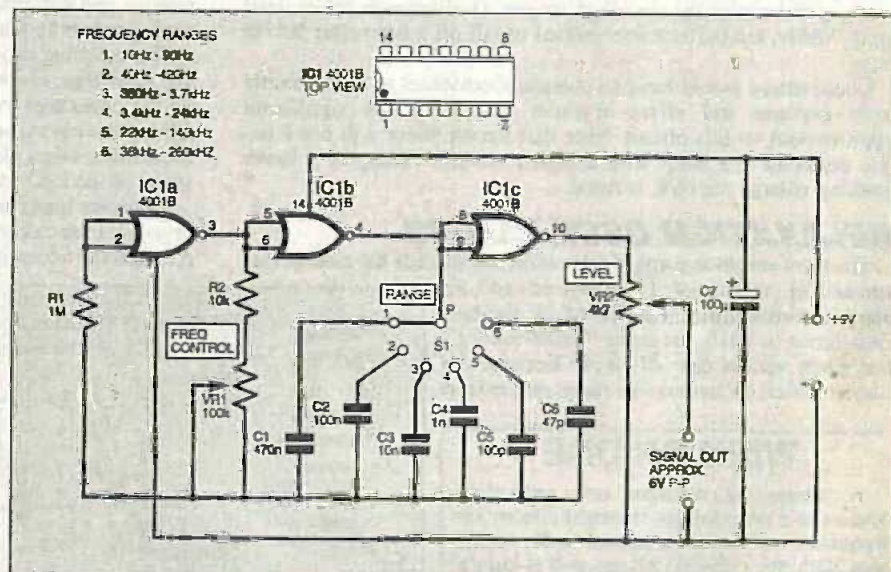 FREQUENCY RANGES
1. 10Hz - 90Hz
2. 40Hz - 420Hz
3. 380Hz - 3.7kHz
4. 3.4kHz - 24kHz
5. 22kHz - 143kHz
6. 38kHz - 260kHz
14
8
IC1 4001B
TOP VIEW
1
7
IC1a
4001B
1
2
3
IC1b
4001B
14
5
6
4
IC1c
4001B
8
9
10
R1
1M
R2
10k
FREQ
CONTROL
VR1
100k
RANGE
1
P
6
2
S1
5
3
4
C1
470n
C2
100n
C3
10n
C4
1n
C5
100p
C6
47p
LEVEL
VR2
4k7
C7
100μ
+
+9V
SIGNAL OUT
APPROX.
6V P-P